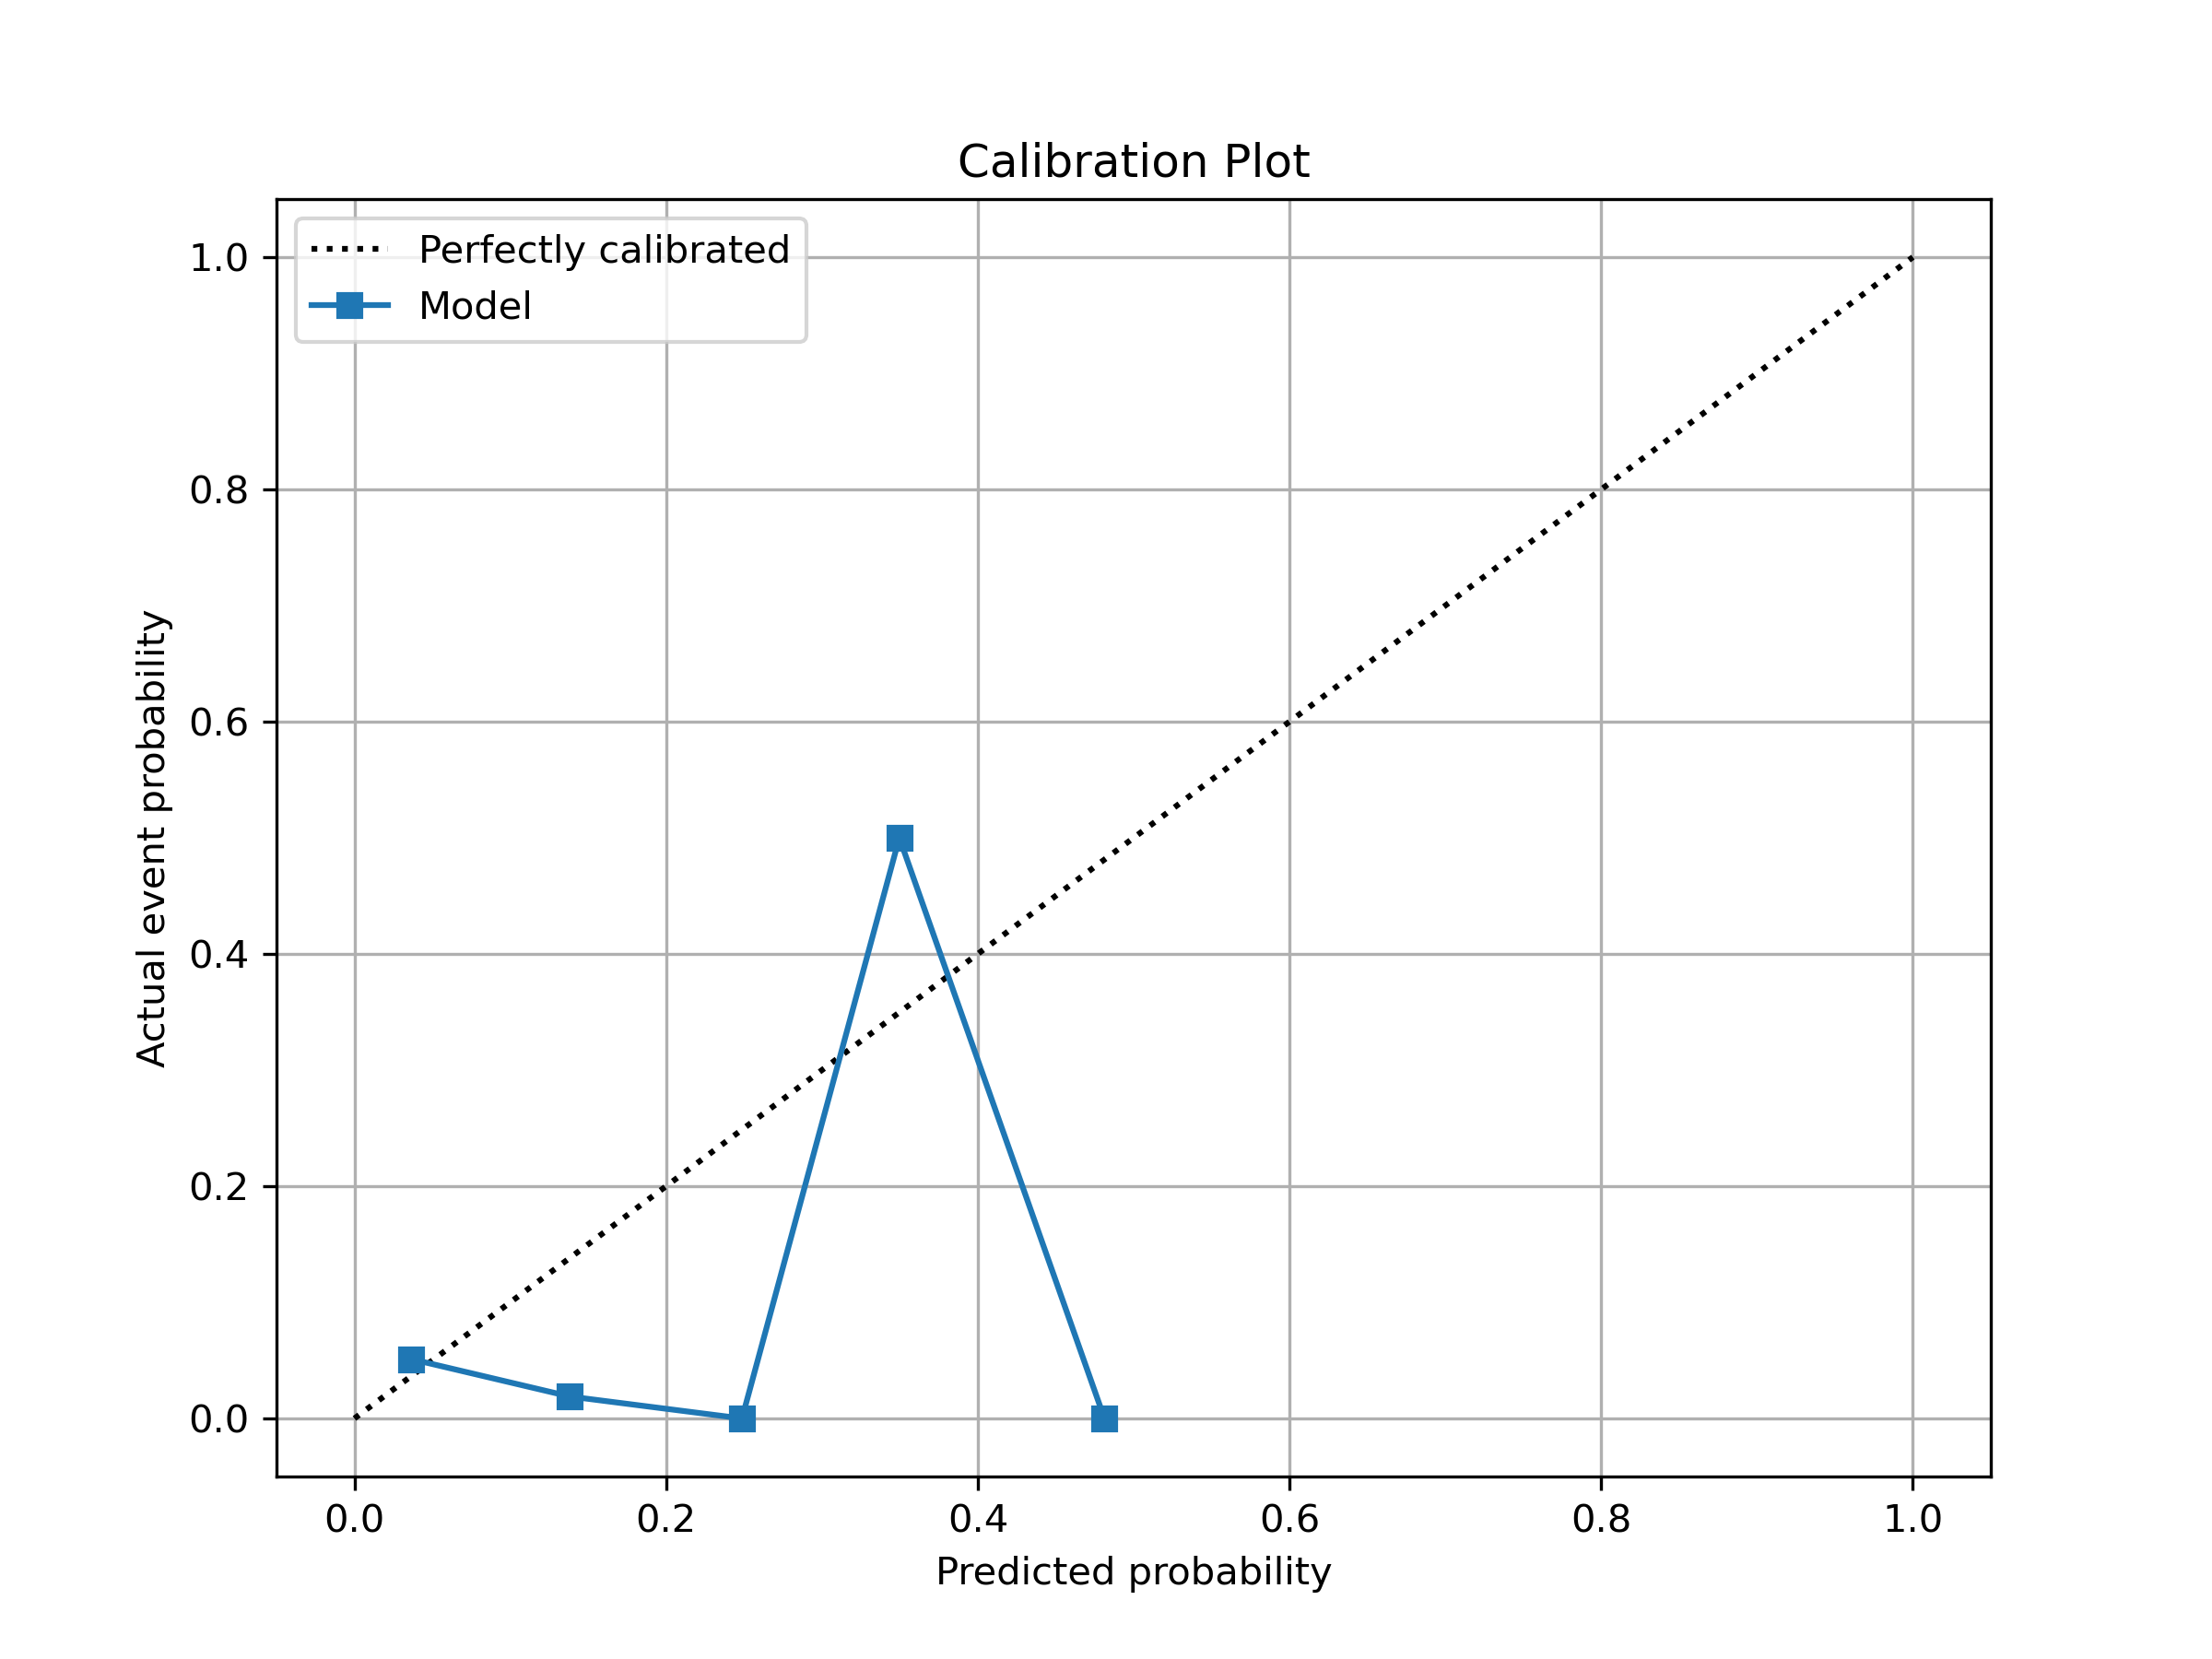 Calibration Plot
Perfectly calibrated
Model
1.0
0.8
0.6
0.4
0.2
0.0
Actual event probability
0.0 0.2 0.4 0.6 0.8 1.0
Predicted probability